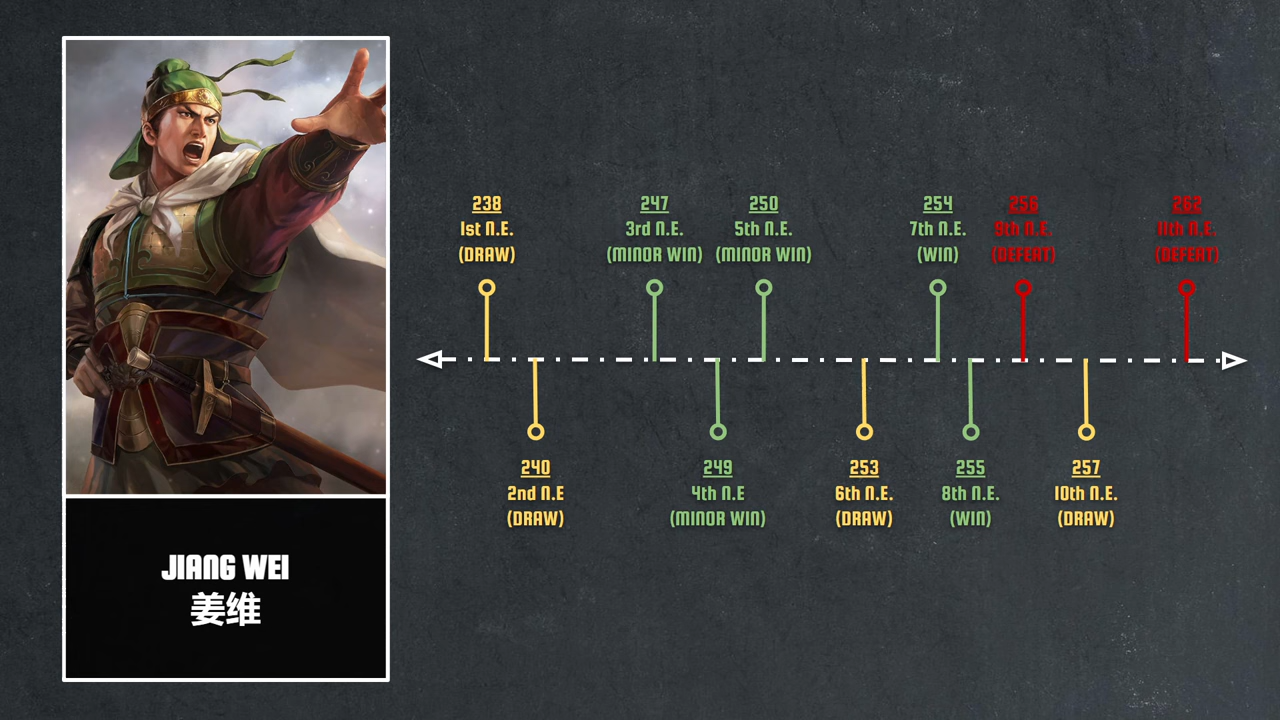 JIANG WEI
姜维
238
1st N.E.
(DRAW)
240
2nd N.E
(DRAW)
247
3rd N.E.
(MINOR WIN)
249
4th N.E
(MINOR WIN)
250
5th N.E.
(MINOR WIN)
253
6th N.E.
(DRAW)
254
7th N.E.
(WIN)
255
8th N.E.
(WIN)
256
9th N.E.
(DEFEAT)
257
10th N.E.
(DRAW)
262
11th N.E.
(DEFEAT)